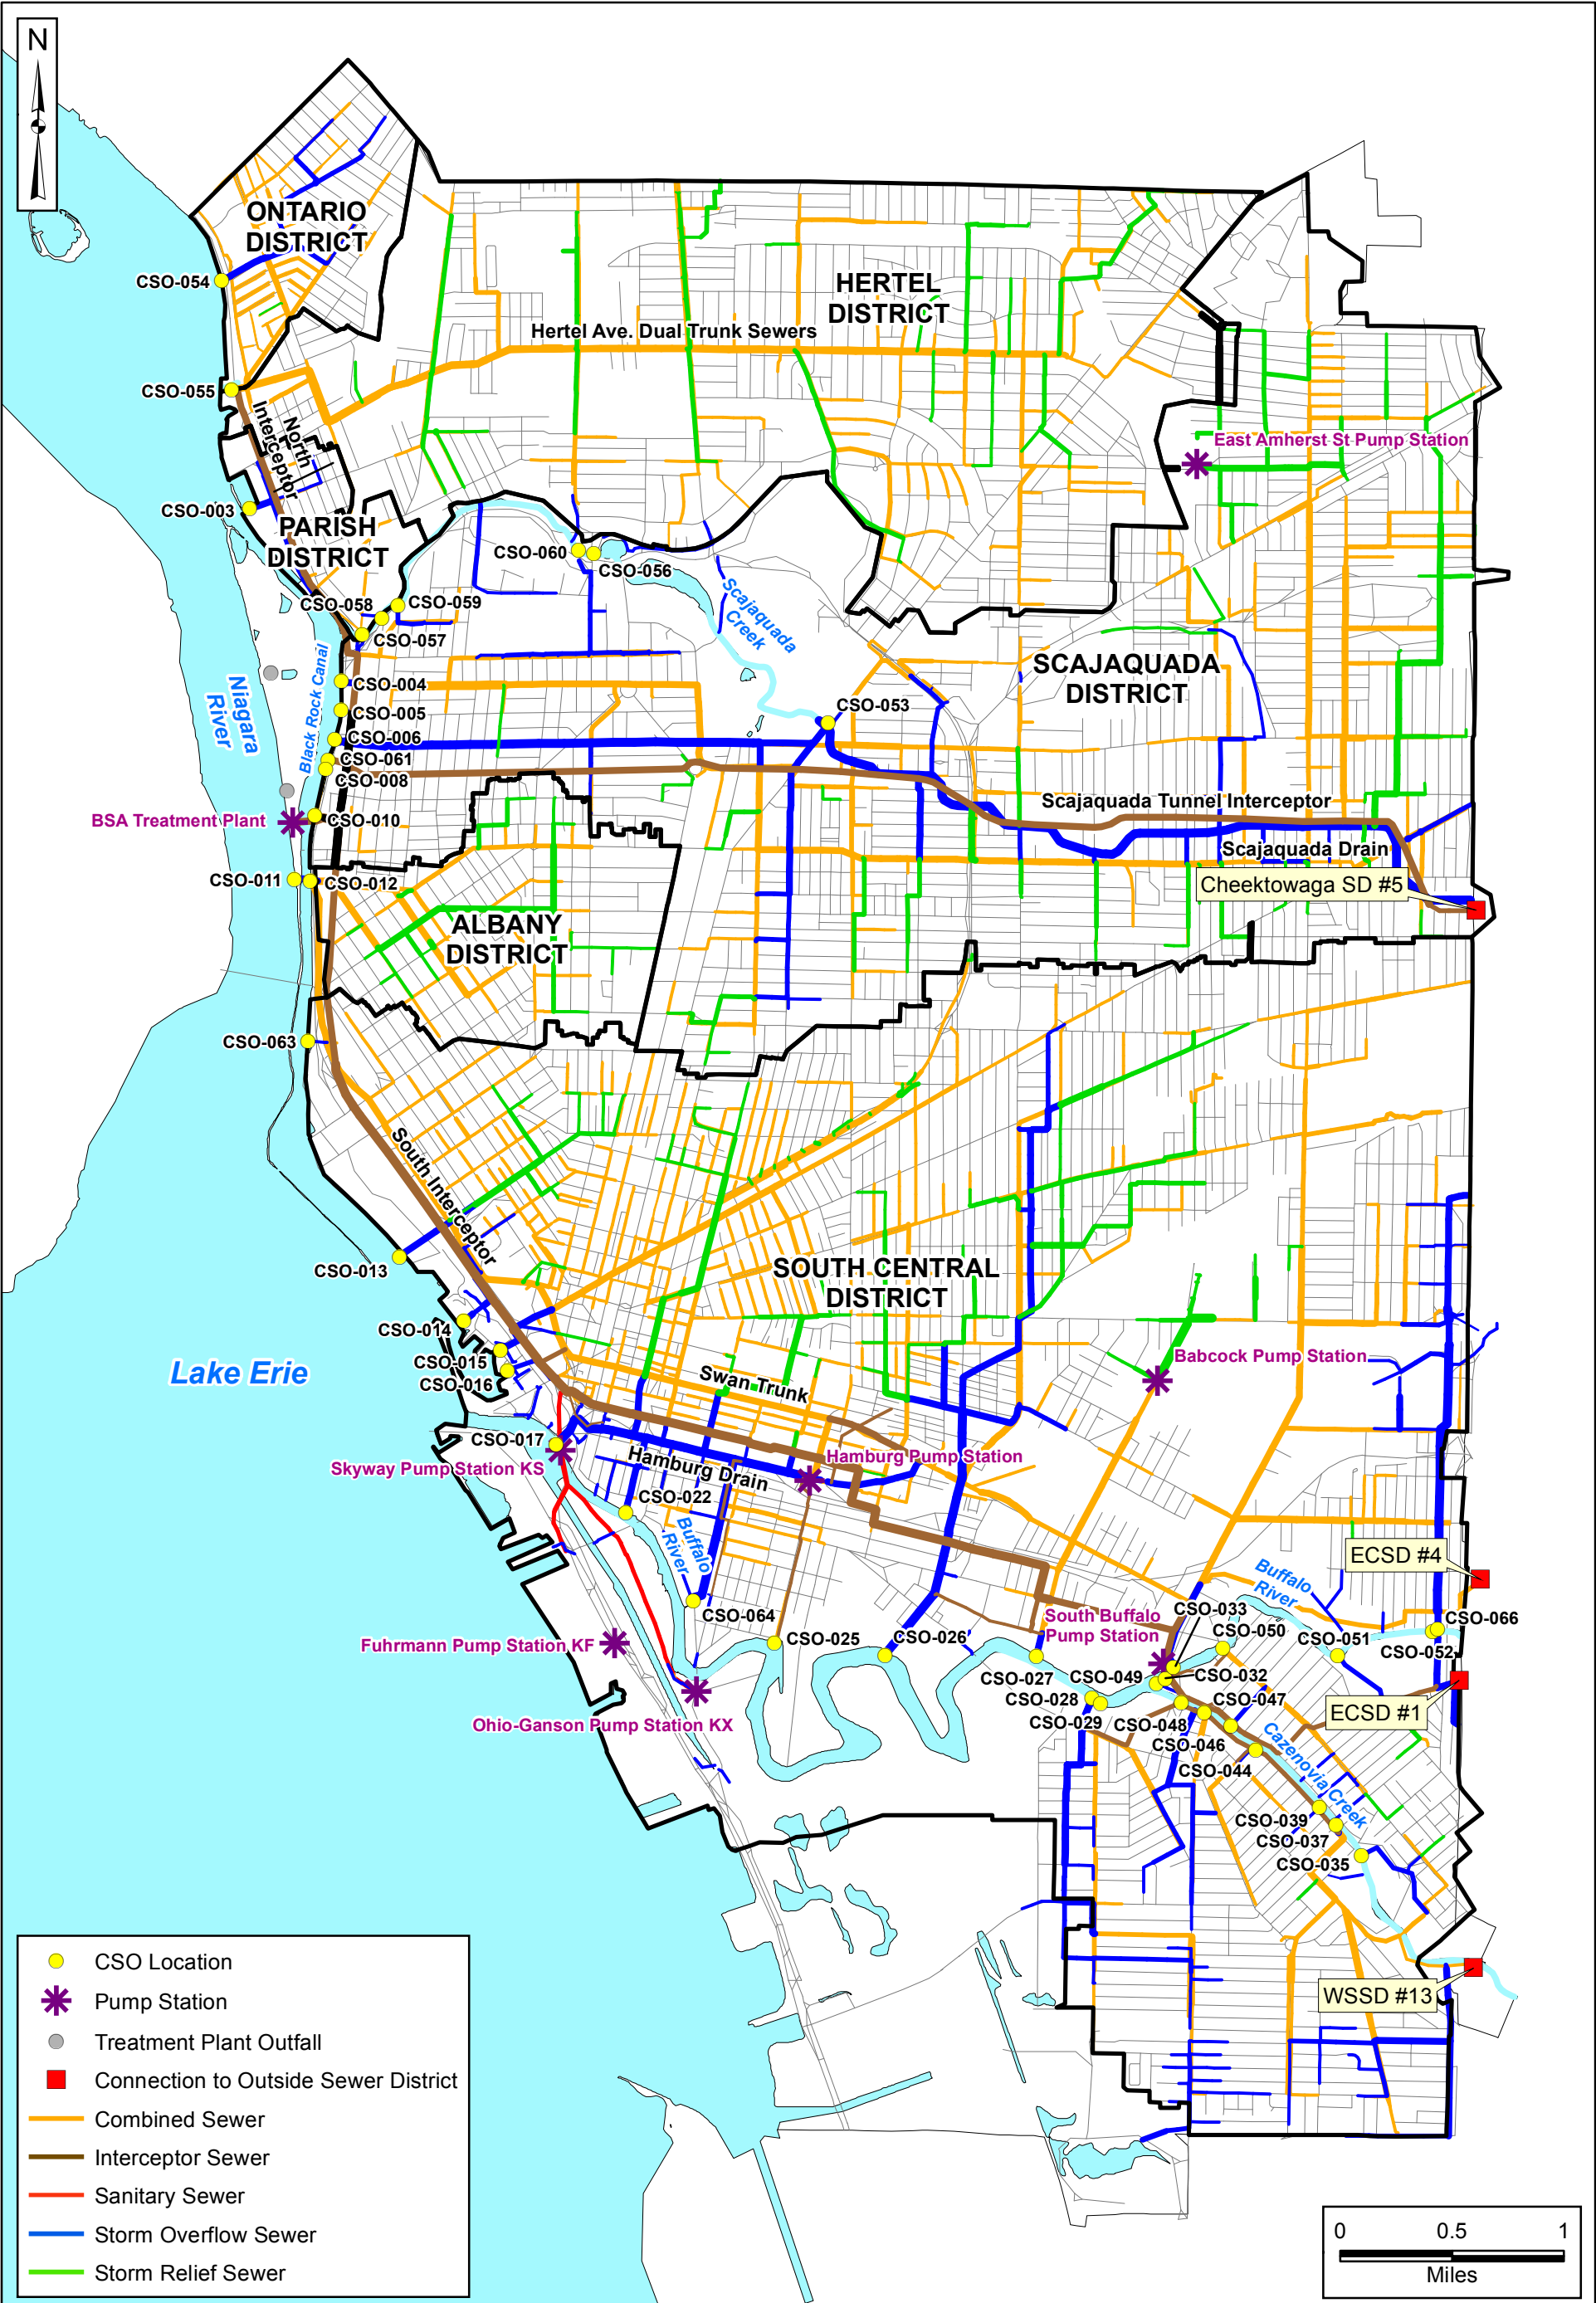 N
ONTARIO
DISTRICT
CSO-054
HERTEL
DISTRICT
Hertel Ave. Dual Trunk Sewers
CSO-055
North
Interceptor
East Amherst St Pump Station
CSO-003
PARISH
DISTRICT
CSO-060
CSO-056
CSO-058
CSO-059
CSO-057
Scajaquada
Creek
SCAJAQUADA
DISTRICT
Niagara
River
Black Rock Canal
CSO-004
CSO-005
CSO-006
CSO-053
CSO-061
CSO-008
BSA Treatment Plant
CSO-010
Scajaquada Tunnel Interceptor
Scajaquada Drain
CSO-011
CSO-012
Cheektowaga SD #5
ALBANY
DISTRICT
CSO-063
South Interceptor
CSO-013
SOUTH CENTRAL
DISTRICT
CSO-014
CSO-015
CSO-016
Lake Erie
Babcock Pump Station
Swan Trunk
CSO-017
Skyway Pump Station KS
Hamburg Drain
Hamburg Pump Station
CSO-022
Buffalo
River
ECSD #4
Buffalo
River
CSO-064
CSO-033
CSO-066
South Buffalo
Pump Station
Fuhrmann Pump Station KF
CSO-025
CSO-026
CSO-050
CSO-051
CSO-052
CSO-027
CSO-049
CSO-032
CSO-028
CSO-047
ECSD #1
Ohio-Ganson Pump Station KX
CSO-029
CSO-048
CSO-046
CSO-044
Cazenovia Creek
CSO-039
CSO-037
CSO-035
WSSD #13
CSO Location
Pump Station
Treatment Plant Outfall
Connection to Outside Sewer District
Combined Sewer
Interceptor Sewer
Sanitary Sewer
Storm Overflow Sewer
Storm Relief Sewer
0 0.5 1
Miles